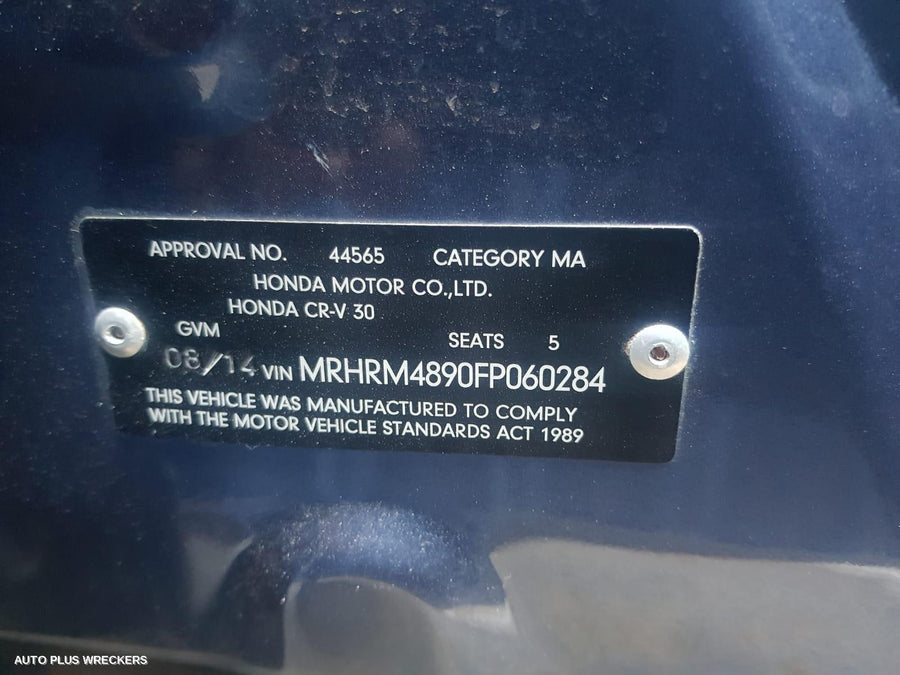 APPROVAL NO. 44565 CATEGORY MA
HONDA MOTOR CO.,LTD.
HONDA CR-V 30
GVM SEATS 5
08/14 VIN MRHRM4890FP060284
THIS VEHICLE WAS MANUFACTURED TO COMPLY
WITH THE MOTOR VEHICLE STANDARDS ACT 1989
AUTO PLUS WRECKERS